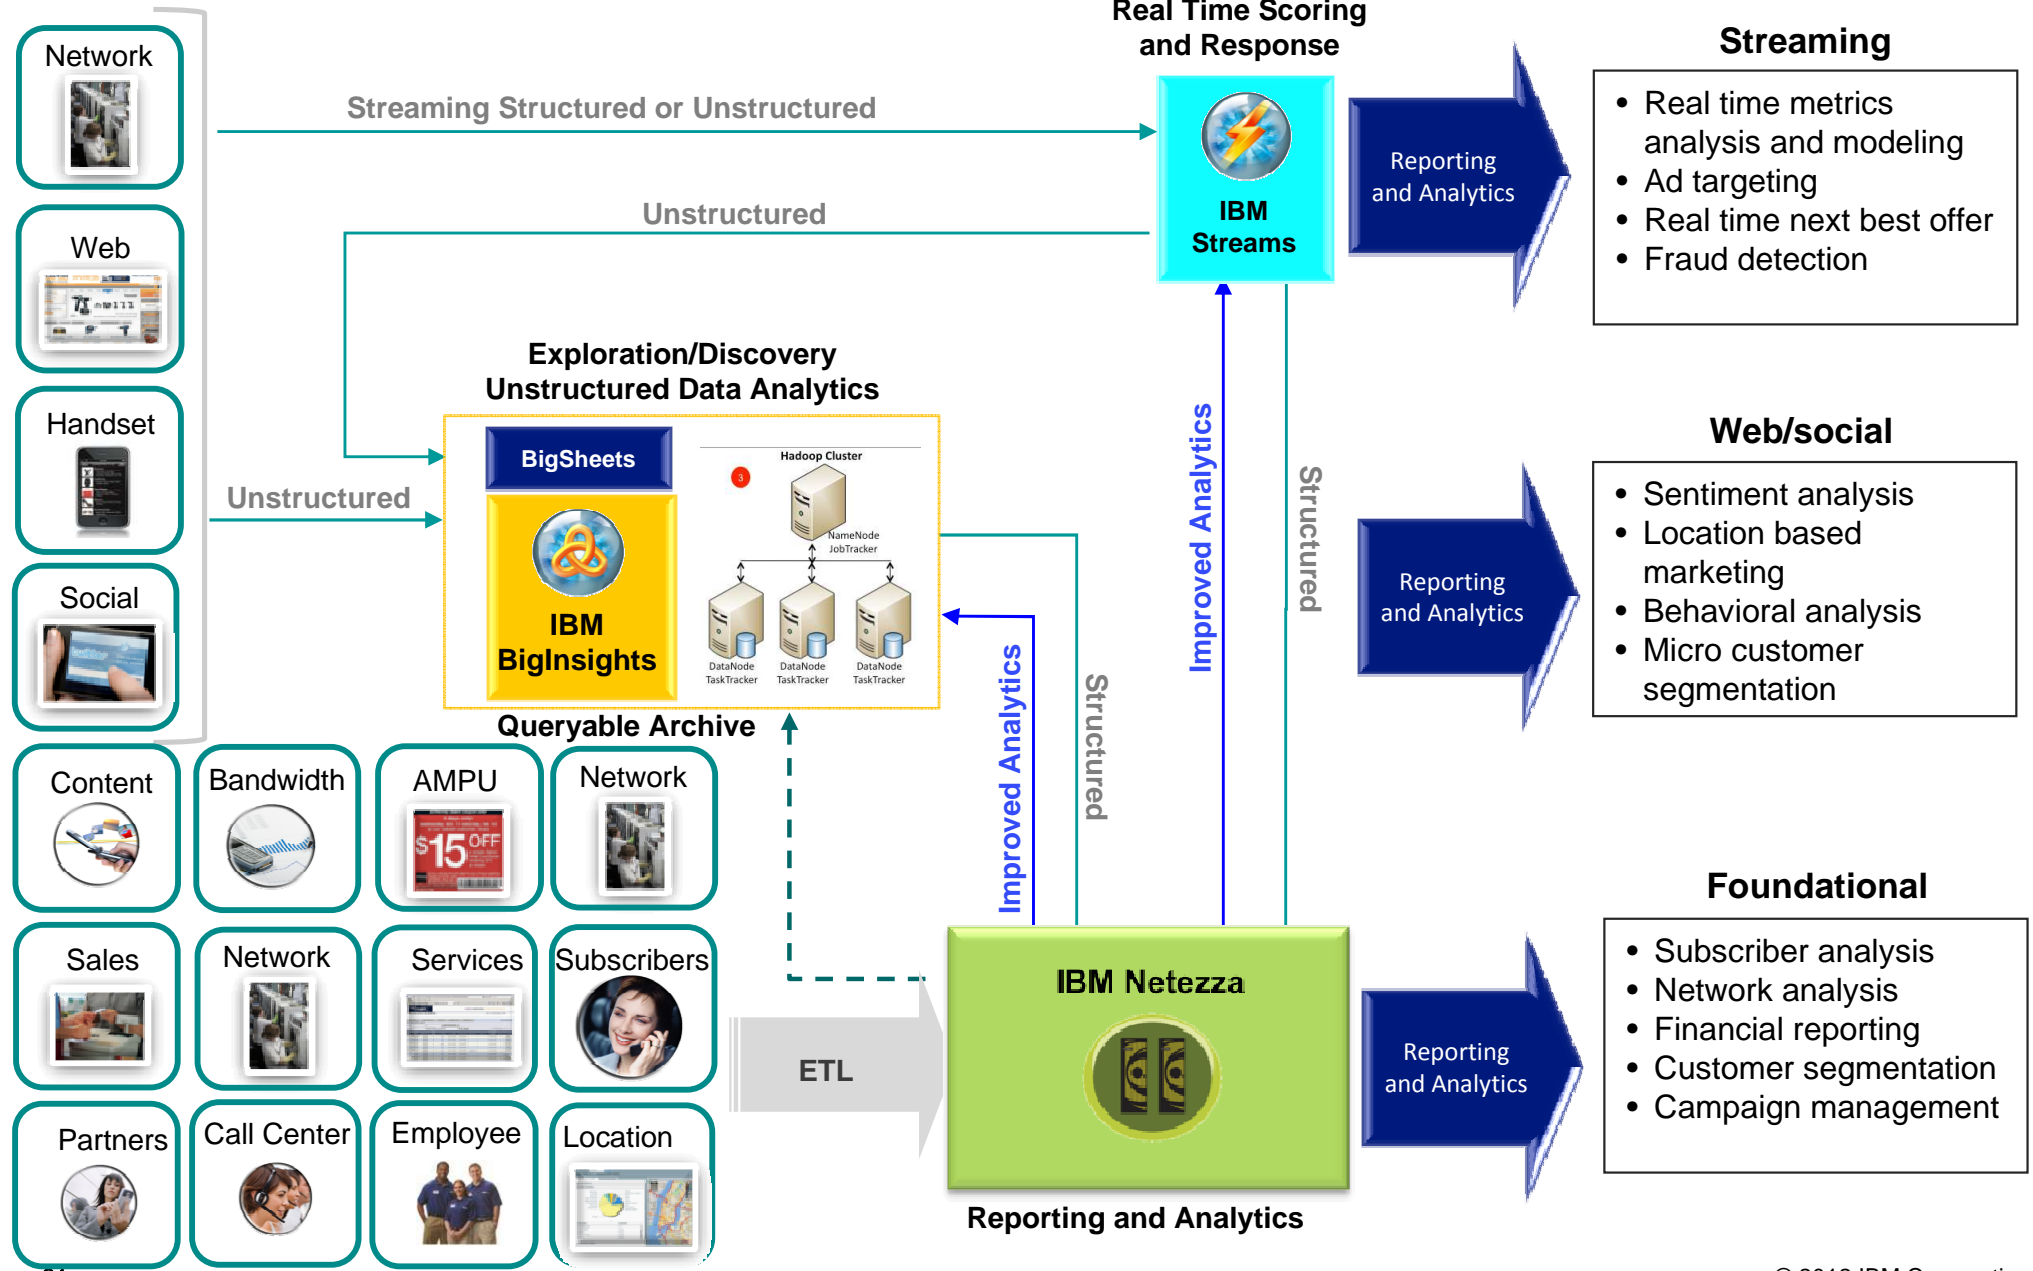 Real Time Scoring
and Response
Network
Streaming Structured or Unstructured
IBM
Streams
Reporting
and Analytics
Streaming
• Real time metrics
analysis and modeling
• Ad targeting
• Real time next best offer
• Fraud detection
Web
Unstructured
Handset
Unstructured
Social
Exploration/Discovery
Unstructured Data Analytics
BigSheets
IBM
BigInsights
3
Hadoop Cluster
NameNode
JobTracker
DataNode
TaskTracker
DataNode
TaskTracker
DataNode
TaskTracker
Queryable Archive
Improved Analytics
Structured
Improved Analytics
Structured
Reporting
and Analytics
Web/social
• Sentiment analysis
• Location based
marketing
• Behavioral analysis
• Micro customer
segmentation
Content
Bandwidth
AMPU
$15 OFF
Network
Sales
Network
Services
Subscribers
Partners
Call Center
Employee
Location
ETL
IBM Netezza
Reporting and Analytics
Reporting
and Analytics
Foundational
• Subscriber analysis
• Network analysis
• Financial reporting
• Customer segmentation
• Campaign management